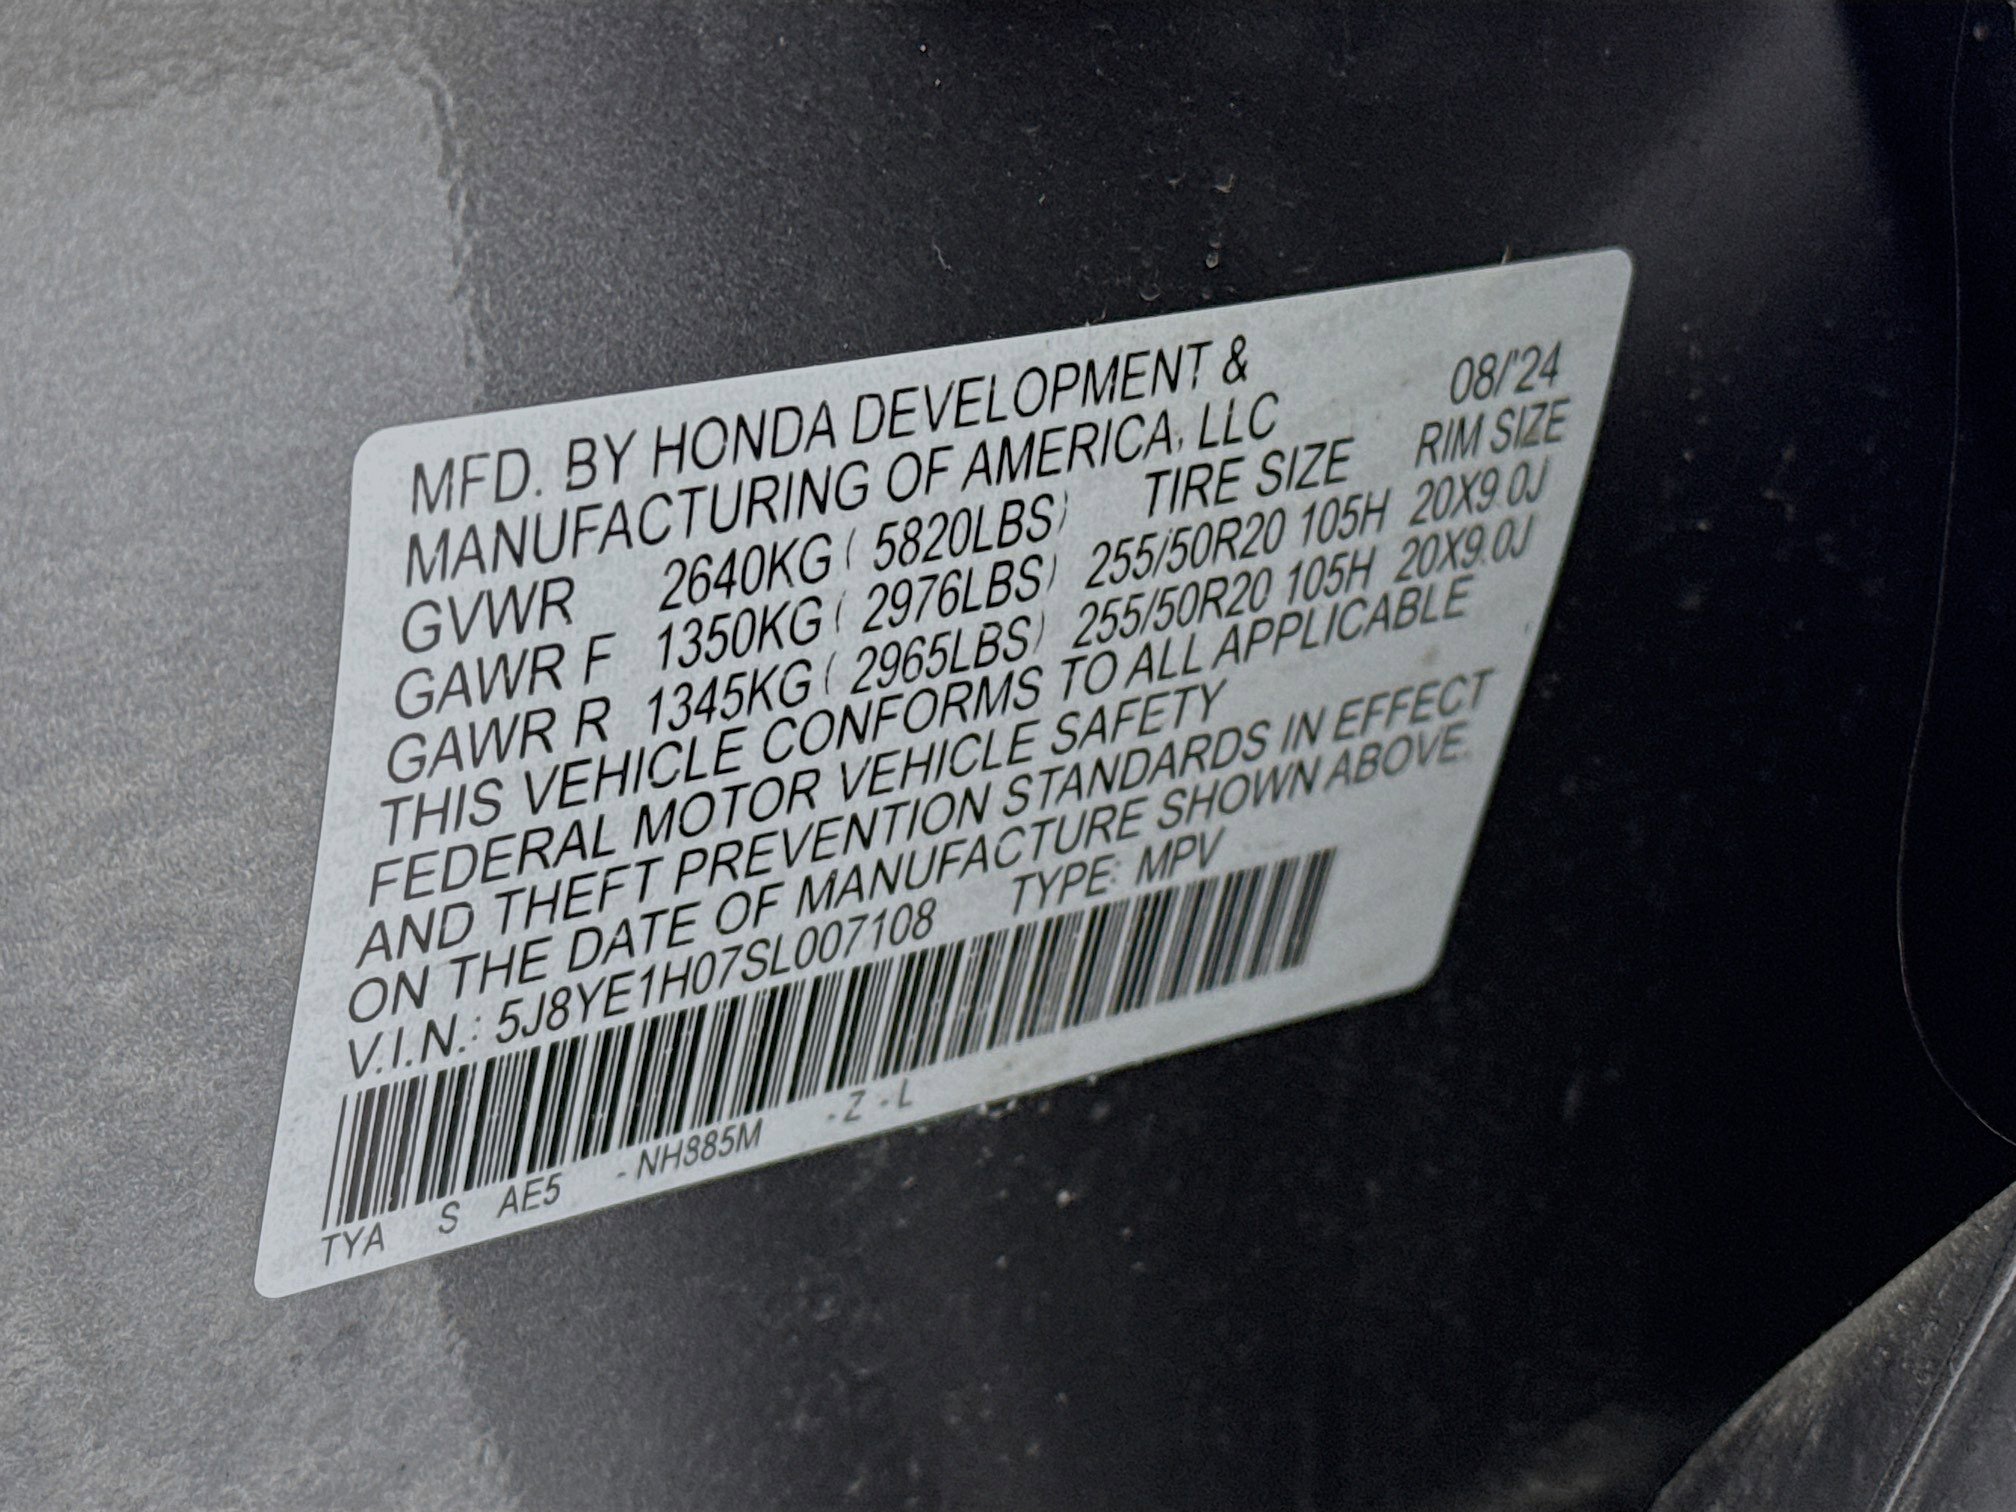 MFD. BY HONDA DEVELOPMENT &
MANUFACTURING OF AMERICA, LLC 08/'24
GVWR 2640KG ( 5820LBS) TIRE SIZE RIM SIZE
GAWR F 1350KG ( 2976LBS) 255/50R20 105H 20X9.0J
GAWR R 1345KG ( 2965LBS) 255/50R20 105H 20X9.0J
THIS VEHICLE CONFORMS TO ALL APPLICABLE
FEDERAL MOTOR VEHICLE SAFETY
AND THEFT PREVENTION STANDARDS IN EFFECT
ON THE DATE OF MANUFACTURE SHOWN ABOVE.
V.I.N.: 5J8YE1H07SL007108 TYPE: MPV
TYA S AE5 - NH885M - Z - L